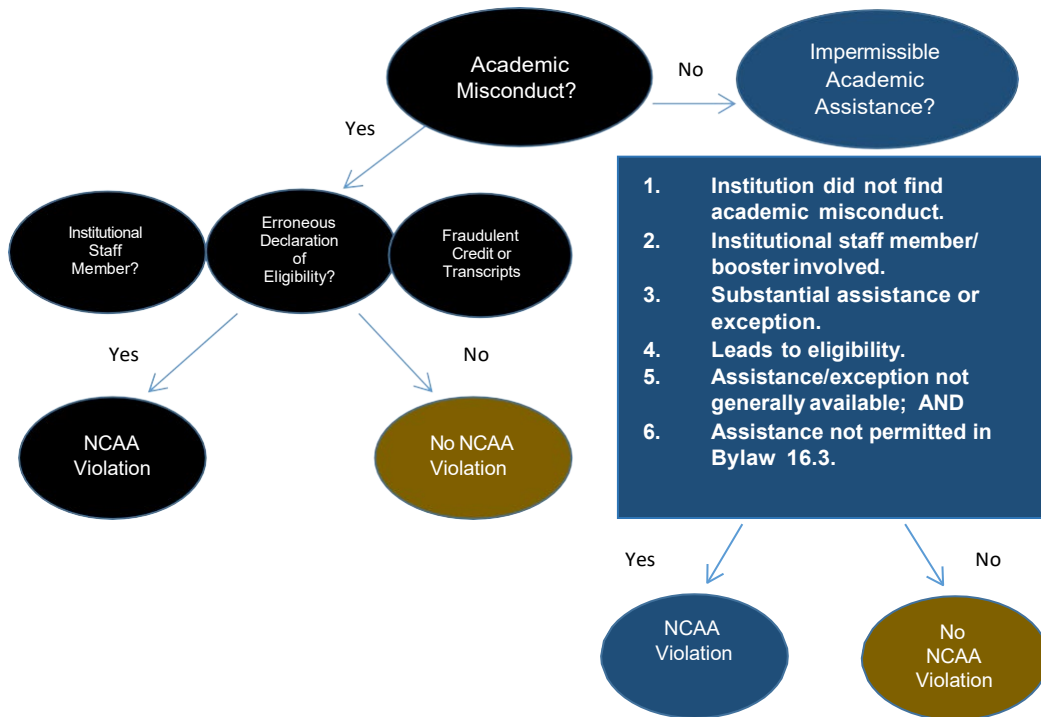 Academic
Misconduct?
No
Impermissible
Academic
Assistance?
Yes
Institutional
Staff
Member?
Erroneous
Declaration
of
Eligibility?
Fraudulent
Credit or
Transcripts
1. Institution did not find
academic misconduct.
2. Institutional staff member/
booster involved.
3. Substantial assistance or
exception.
4. Leads to eligibility.
5. Assistance/exception not
generally available; AND
6. Assistance not permitted in
Bylaw 16.3.
Yes
No
NCAA
Violation
No NCAA
Violation
Yes
No
NCAA
Violation
No
NCAA
Violation